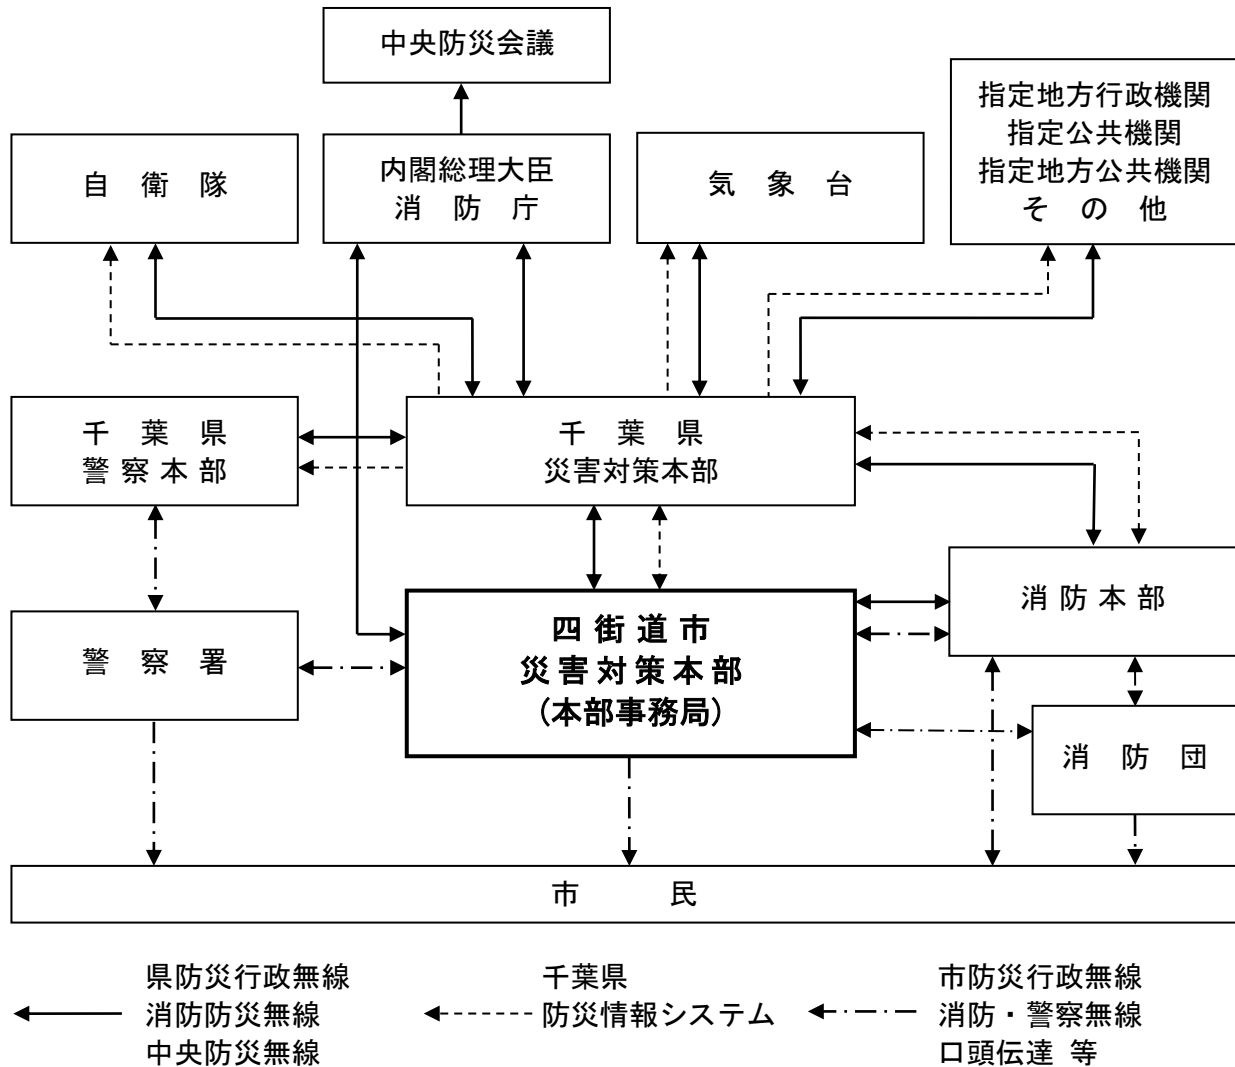 中央防災会議
指定地方行政機関
指定公共機関
指定地方公共機関
その他
自衛隊
内閣総理大臣
消防庁
気象台
千葉県
警察本部
千葉県
災害対策本部
消防本部
警察署
四街道市
災害対策本部
(本部事務局)
消防団
市民
県防災行政無線
消防防災無線
中央防災無線
千葉県
防災情報システム
市防災行政無線
消防・警察無線
口頭伝達 等